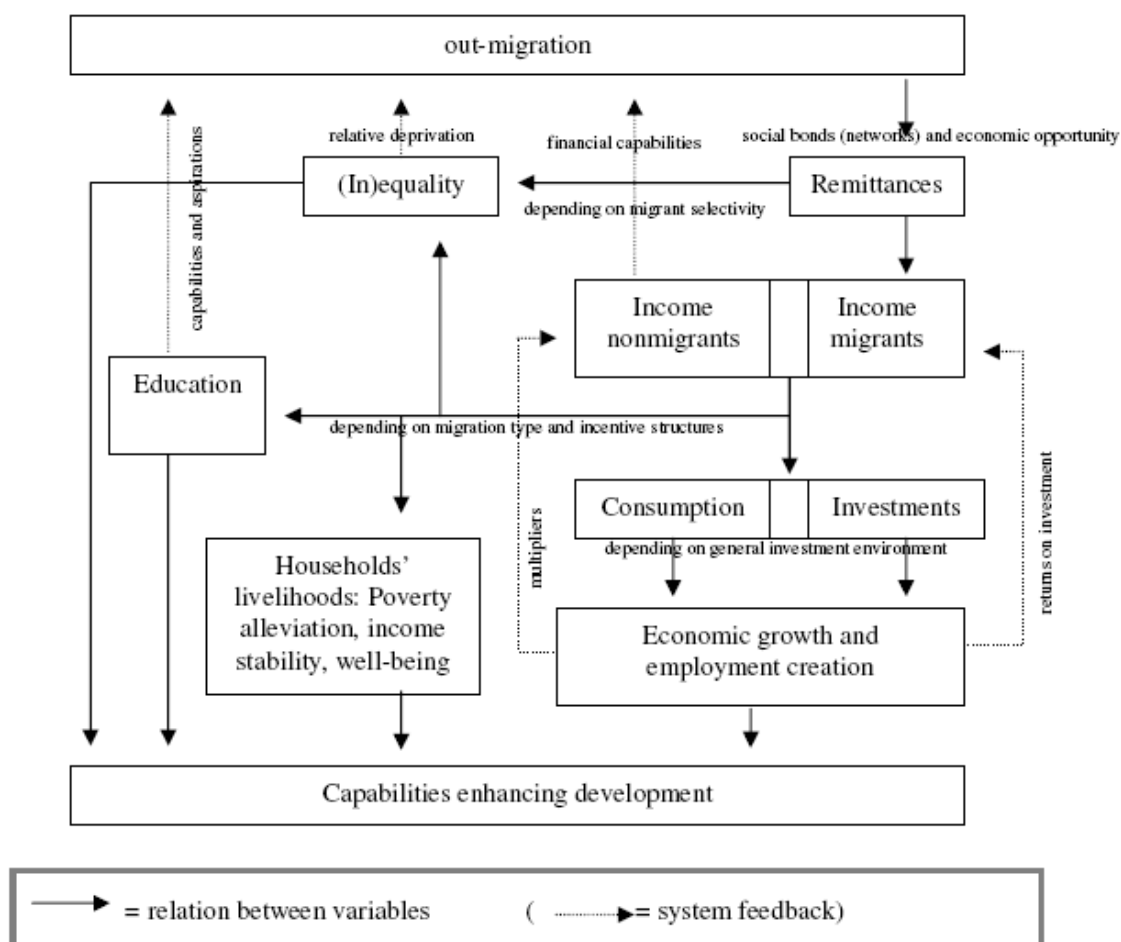 out-migration
relative deprivation
financial capabilities
social bonds (networks) and economic opportunity
capabilities and aspirations
(In)equality
Remittances
depending on migrant selectivity
Income
nonmigrants
Income
migrants
Education
depending on migration type and incentive structures
multipliers
returns on investment
Consumption
Investments
depending on general investment environment
Households'
livelihoods: Poverty
alleviation, income
stability, well-being
Economic growth and
employment creation
Capabilities enhancing development
= relation between variables
( = system feedback)